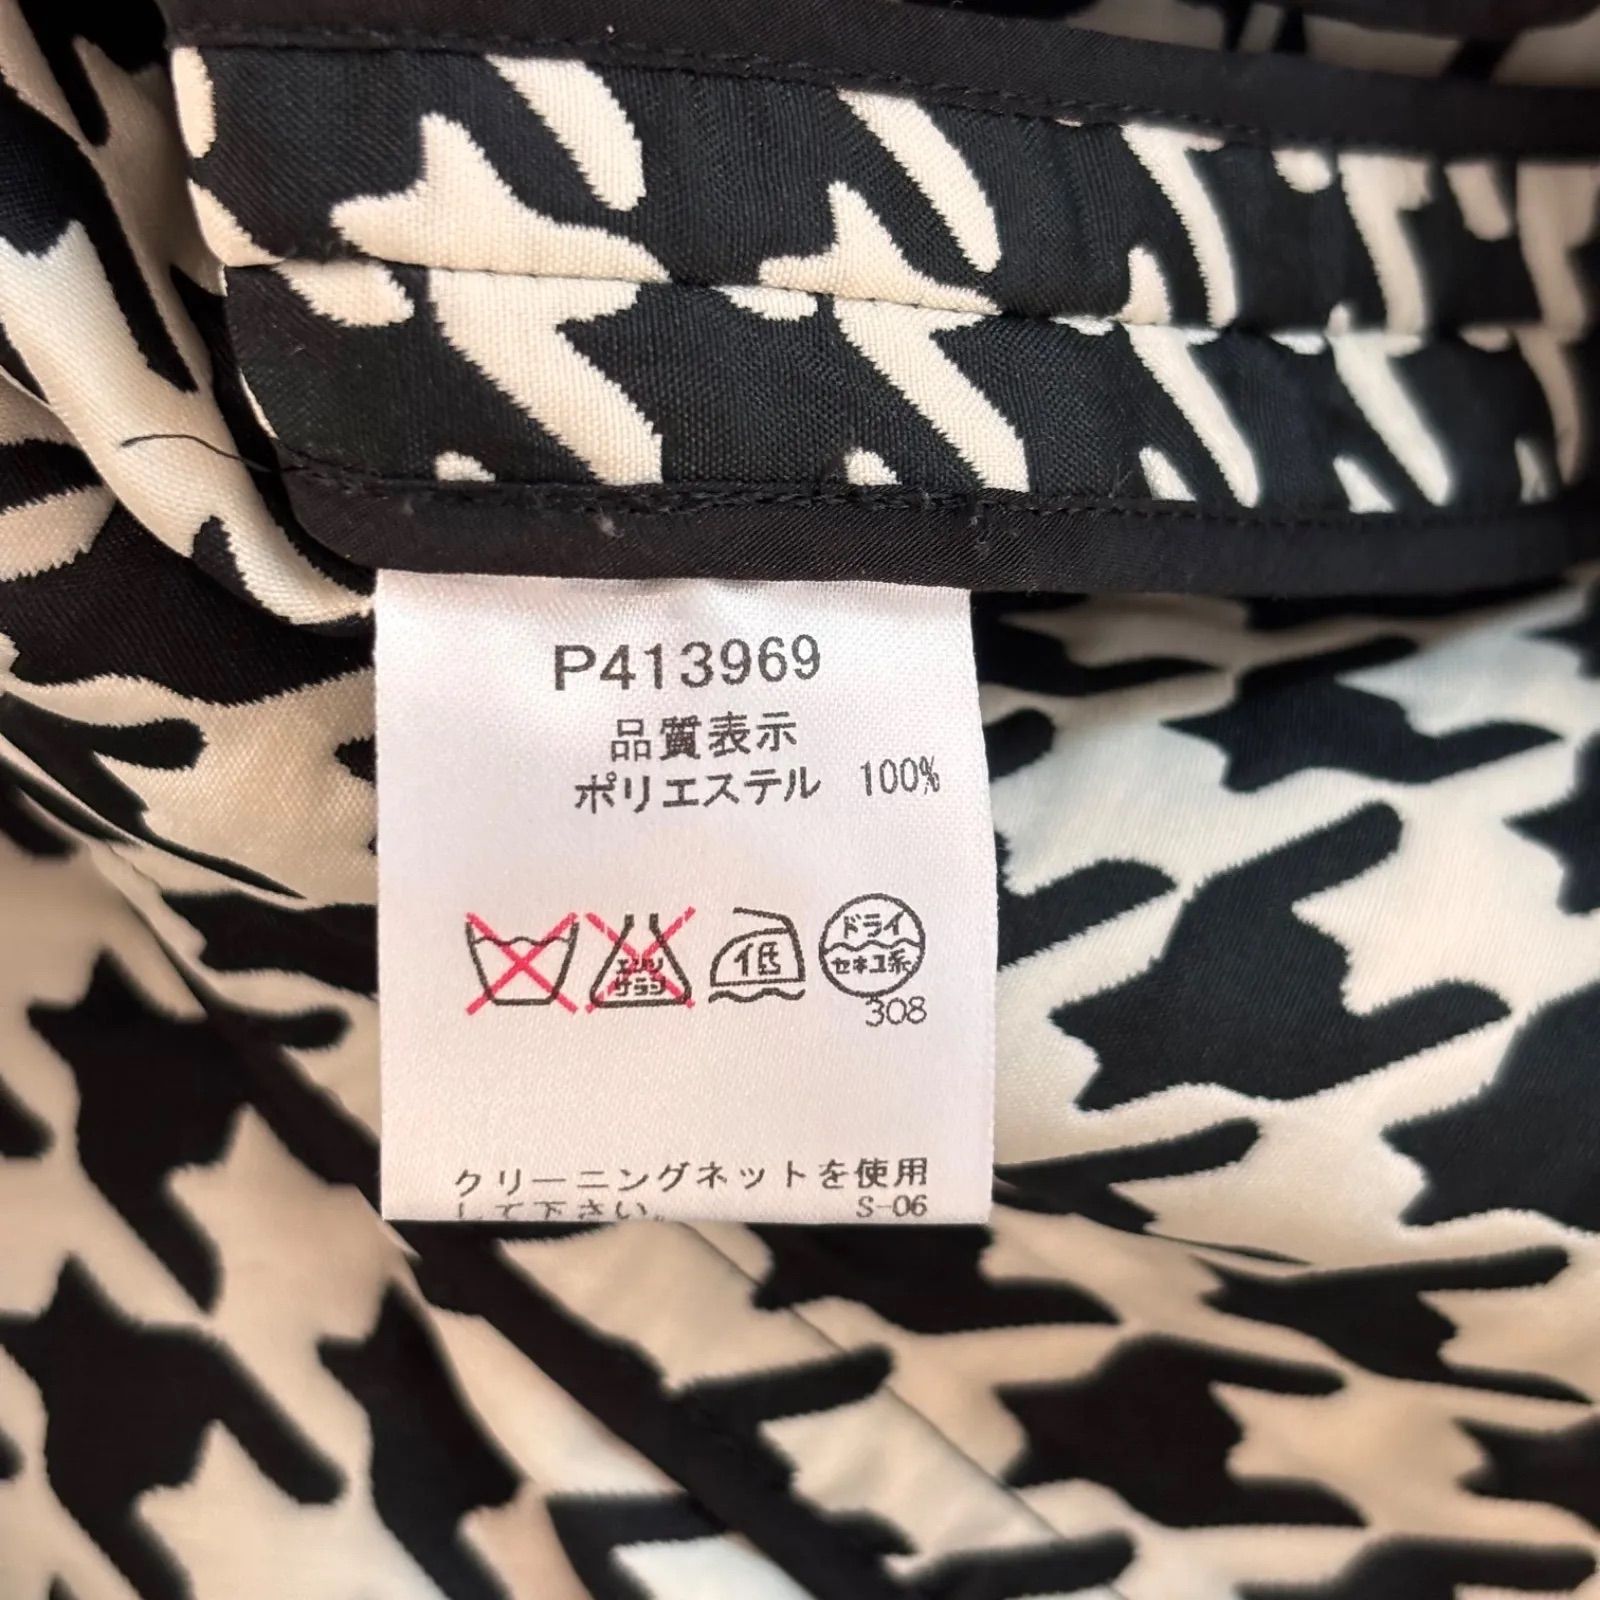 P413969
品質表示
ポリエステル 100%
エンソ
サラシ
低
ドライ
セキユ系
308
クリーニングネットを使用
して下さい。 S-06